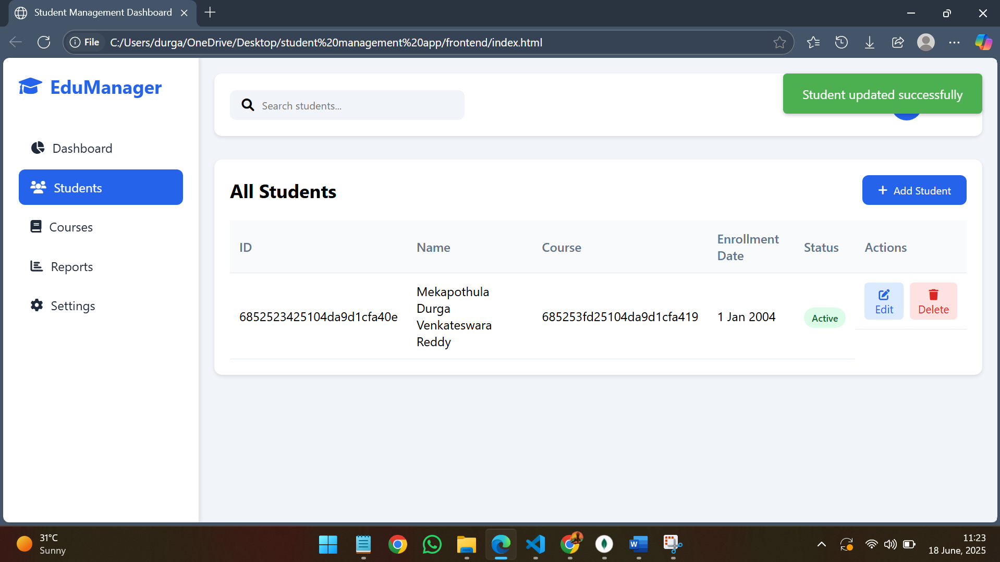 Student Management Dashboard
File C:/Users/durga/OneDrive/Desktop/student%20management%20app/frontend/index.html
EduManager
Search students...
Student updated successfully
Dashboard
Students
Courses
Reports
Settings
All Students
Add Student
ID Name Course Enrollment Date Status Actions
6852523425104da9d1cfa40e
Mekapothula
Durga
Venkateswara
Reddy
685253fd25104da9d1cfa419
1 Jan 2004
Active
Edit
Delete
31°C
Sunny
11:23
18 June, 2025